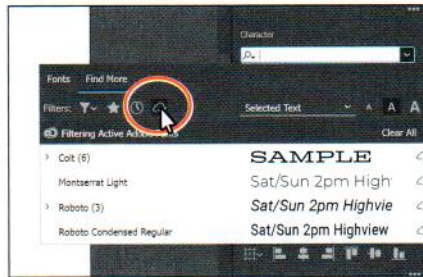 Character
Fonts Find More
Filters:
Selected Text A A A
Filtering Active Adobe Fonts Clear All
Colt (6) SAMPLE
Montserrat Light Sat/Sun 2pm High
Roboto (3) Sat/Sun 2pm Highvie
Roboto Condensed Regular Sat/Sun 2pm Highview